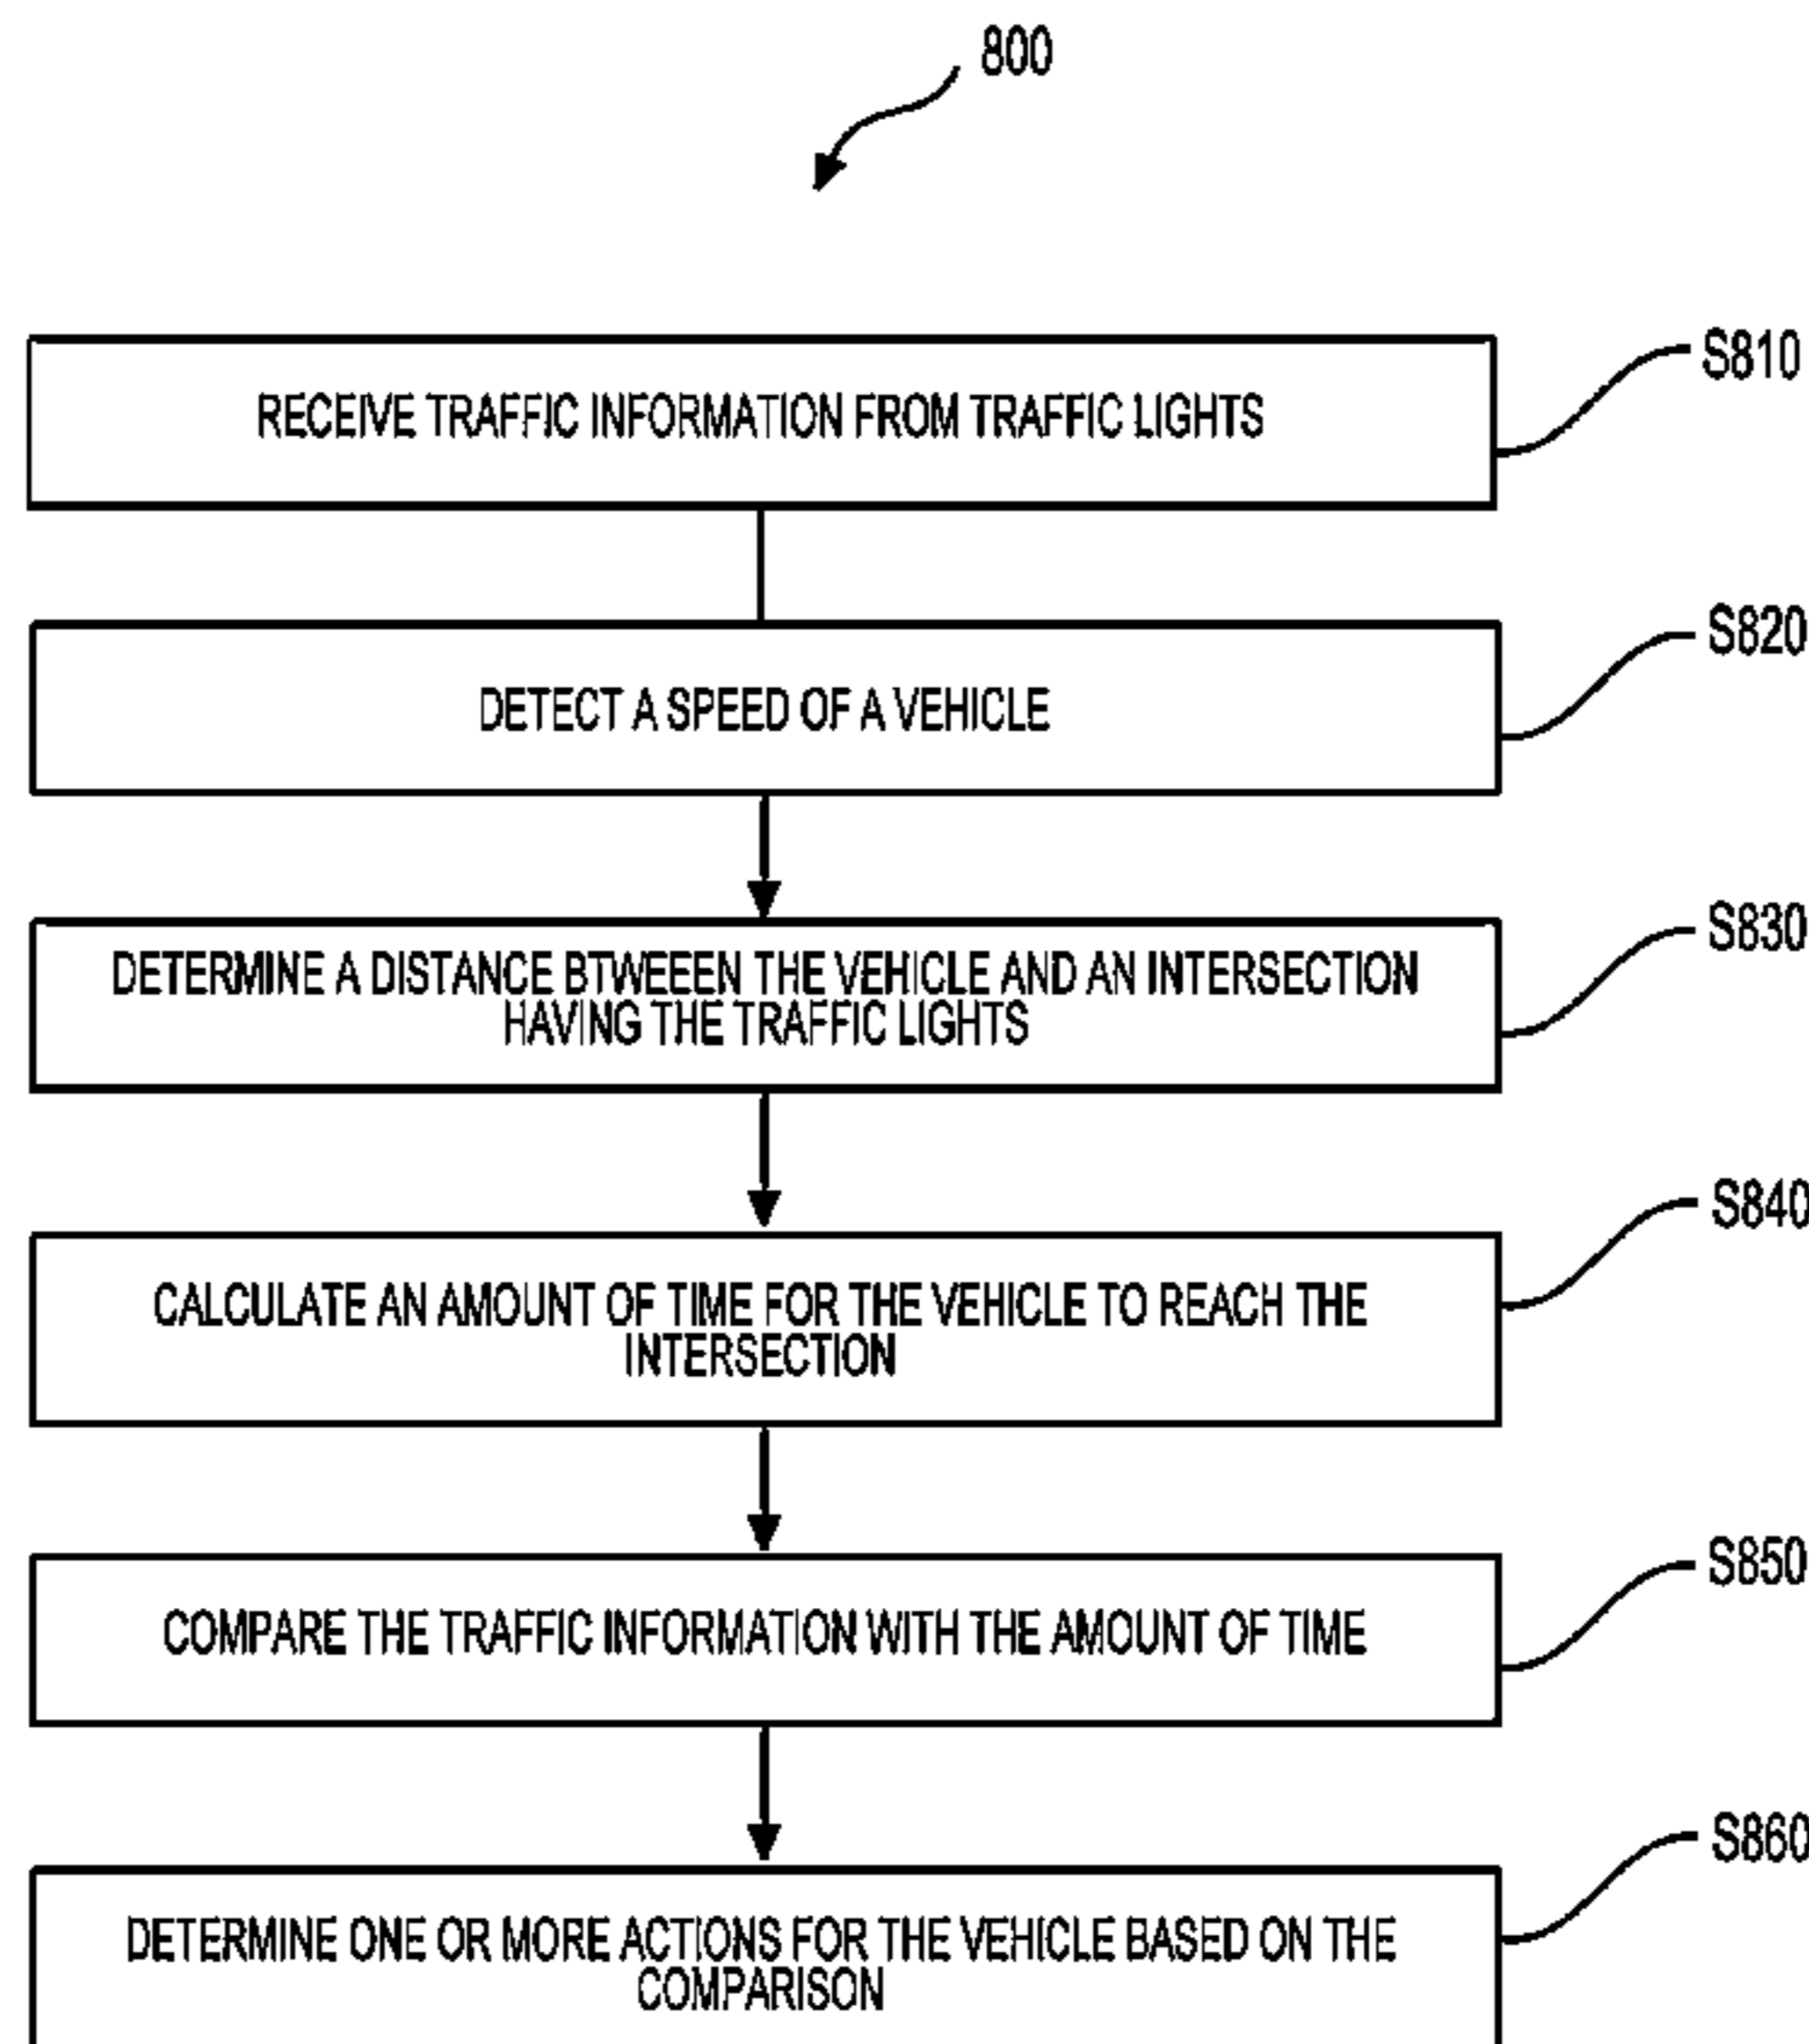 800
RECEIVE TRAFFIC INFORMATION FROM TRAFFIC LIGHTS
S810
DETECT A SPEED OF A VEHICLE
S820
DETERMINE A DISTANCE BTWEEEN THE VEHICLE AND AN INTERSECTION
HAVING THE TRAFFIC LIGHTS
S830
CALCULATE AN AMOUNT OF TIME FOR THE VEHICLE TO REACH THE
INTERSECTION
S840
COMPARE THE TRAFFIC INFORMATION WITH THE AMOUNT OF TIME
S850
DETERMINE ONE OR MORE ACTIONS FOR THE VEHICLE BASED ON THE
COMPARISON
S860